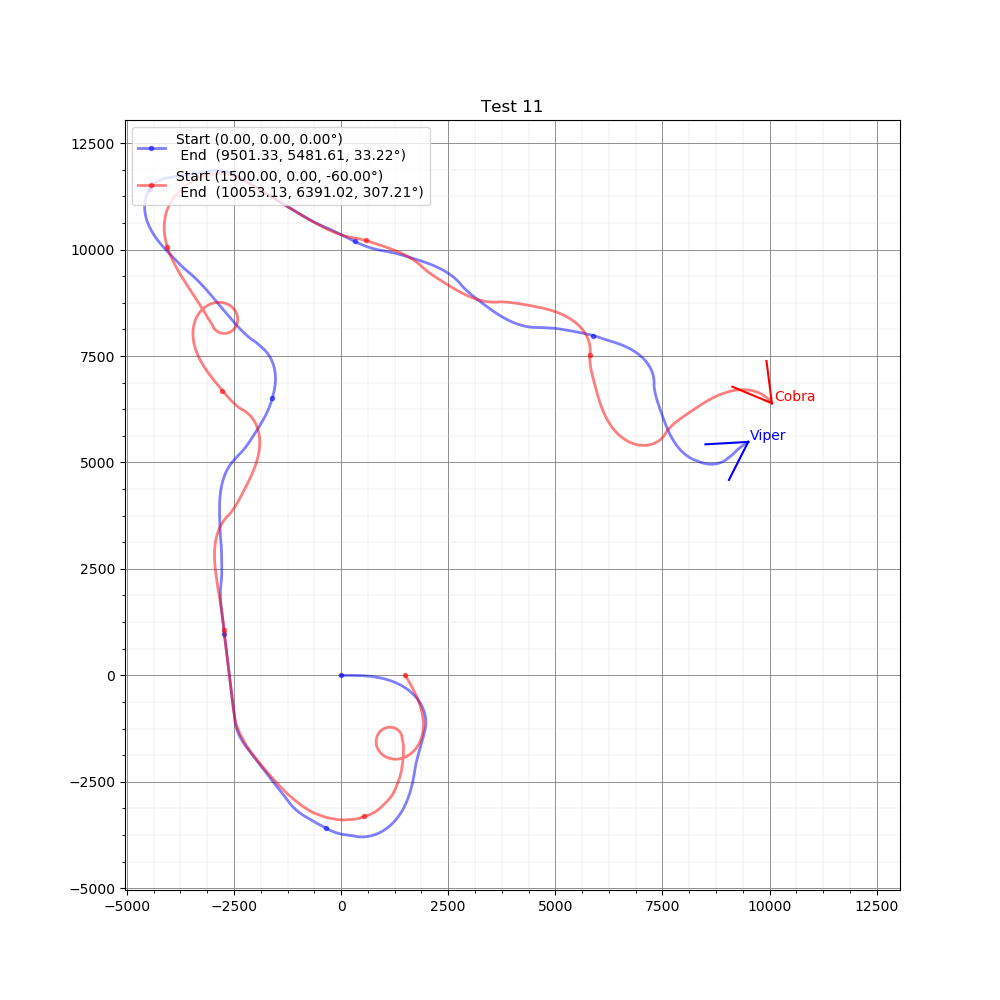 Test 11
Start (0.00, 0.00, 0.00°)
End (9501.33, 5481.61, 33.22°)
Start (1500.00, 0.00, -60.00°)
End (10053.13, 6391.02, 307.21°)
12500
10000
7500
5000
2500
0
−2500
−5000
Cobra
Viper
−5000 −2500 0 2500 5000 7500 10000 12500